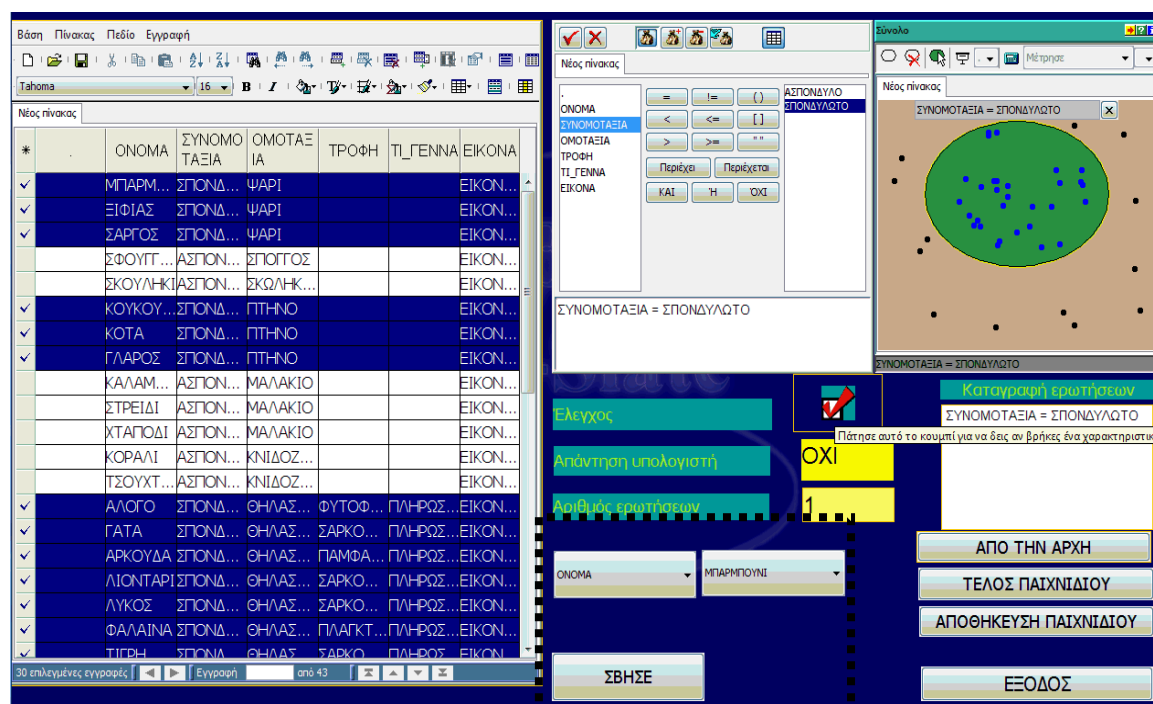 Βάση Πίνακας Πεδίο Εγγραφή
Tahoma 16 B I
Νέος πίνακας
* . ΟΝΟΜΑ ΣΥΝΟΜΟΤΑΞΙΑ ΟΜΟΤΑΞΙΑ ΤΡΟΦΗ ΤΙ_ΓΕΝΝΑ ΕΙΚΟΝΑ
ΜΠΑΡΜ... ΣΠΟΝΔ... ΨΑΡΙ ΕΙΚΟΝ...
ΞΙΦΙΑΣ ΣΠΟΝΔ... ΨΑΡΙ ΕΙΚΟΝ...
ΣΑΡΓΟΣ ΣΠΟΝΔ... ΨΑΡΙ ΕΙΚΟΝ...
ΣΦΟΥΓΓ... ΑΣΠΟΝ... ΣΠΟΓΓΟΣ ΕΙΚΟΝ...
ΣΚΟΥΛΗΚΙ ΑΣΠΟΝ... ΣΚΩΛΗΚ... ΕΙΚΟΝ...
ΚΟΥΚΟΥ... ΣΠΟΝΔ... ΠΤΗΝΟ ΕΙΚΟΝ...
ΚΟΤΑ ΣΠΟΝΔ... ΠΤΗΝΟ ΕΙΚΟΝ...
ΓΛΑΡΟΣ ΣΠΟΝΔ... ΠΤΗΝΟ ΕΙΚΟΝ...
ΚΑΛΑΜ... ΑΣΠΟΝ... ΜΑΛΑΚΙΟ ΕΙΚΟΝ...
ΣΤΡΕΙΔΙ ΑΣΠΟΝ... ΜΑΛΑΚΙΟ ΕΙΚΟΝ...
ΧΤΑΠΟΔΙ ΑΣΠΟΝ... ΜΑΛΑΚΙΟ ΕΙΚΟΝ...
ΚΟΡΑΛΙ ΑΣΠΟΝ... ΚΝΙΔΟΖ... ΕΙΚΟΝ...
ΤΣΟΥΧΤ... ΑΣΠΟΝ... ΚΝΙΔΟΖ... ΕΙΚΟΝ...
ΑΛΟΓΟ ΣΠΟΝΔ... ΘΗΛΑΣ... ΦΥΤΟΦ... ΠΛΗΡΩΣ... ΕΙΚΟΝ...
ΓΑΤΑ ΣΠΟΝΔ... ΘΗΛΑΣ... ΣΑΡΚΟ... ΠΛΗΡΩΣ... ΕΙΚΟΝ...
ΑΡΚΟΥΔΑ ΣΠΟΝΔ... ΘΗΛΑΣ... ΠΑΜΦΑ... ΠΛΗΡΩΣ... ΕΙΚΟΝ...
ΛΙΟΝΤΑΡΙ ΣΠΟΝΔ... ΘΗΛΑΣ... ΣΑΡΚΟ... ΠΛΗΡΩΣ... ΕΙΚΟΝ...
ΛΥΚΟΣ ΣΠΟΝΔ... ΘΗΛΑΣ... ΣΑΡΚΟ... ΠΛΗΡΩΣ... ΕΙΚΟΝ...
ΦΑΛΑΙΝΑ ΣΠΟΝΔ... ΘΗΛΑΣ... ΠΛΑΓΚΤ... ΠΛΗΡΩΣ... ΕΙΚΟΝ...
ΤΙΓΡΗ ΣΠΟΝΔ... ΘΗΛΑΣ... ΣΑΡΚΟ... ΠΛΗΡΩΣ... ΕΙΚΟΝ...
30 επιλεγμένες εγγραφές Εγγραφή από 43
Νέος πίνακας
.
ΟΝΟΜΑ
ΣΥΝΟΜΟΤΑΞΙΑ
ΟΜΟΤΑΞΙΑ
ΤΡΟΦΗ
ΤΙ_ΓΕΝΝΑ
ΕΙΚΟΝΑ
= != ( )
< <= [ ]
> >= " "
Περιέχει Περιέχεται
ΚΑΙ Ή ΌΧΙ
ΑΣΠΟΝΔΥΛΟ
ΣΠΟΝΔΥΛΩΤΟ
ΣΥΝΟΜΟΤΑΞΙΑ = ΣΠΟΝΔΥΛΩΤΟ
Σύνολο
Μέτρησε
Νέος πίνακας
ΣΥΝΟΜΟΤΑΞΙΑ = ΣΠΟΝΔΥΛΩΤΟ
ΣΥΝΟΜΟΤΑΞΙΑ = ΣΠΟΝΔΥΛΩΤΟ
Έλεγχος
Πάτησε αυτό το κουμπί για να δεις αν βρήκες ένα χαρακτηριστικ
Απάντηση υπολογιστή ΟΧΙ
Αριθμός ερωτήσεων 1
Καταγραφή ερωτήσεων
ΣΥΝΟΜΟΤΑΞΙΑ = ΣΠΟΝΔΥΛΩΤΟ
ΟΝΟΜΑ ΜΠΑΡΜΠΟΥΝΙ
ΣΒΗΣΕ
ΑΠΟ ΤΗΝ ΑΡΧΗ
ΤΕΛΟΣ ΠΑΙΧΝΙΔΙΟΥ
ΑΠΟΘΗΚΕΥΣΗ ΠΑΙΧΝΙΔΙΟΥ
ΕΞΟΔΟΣ